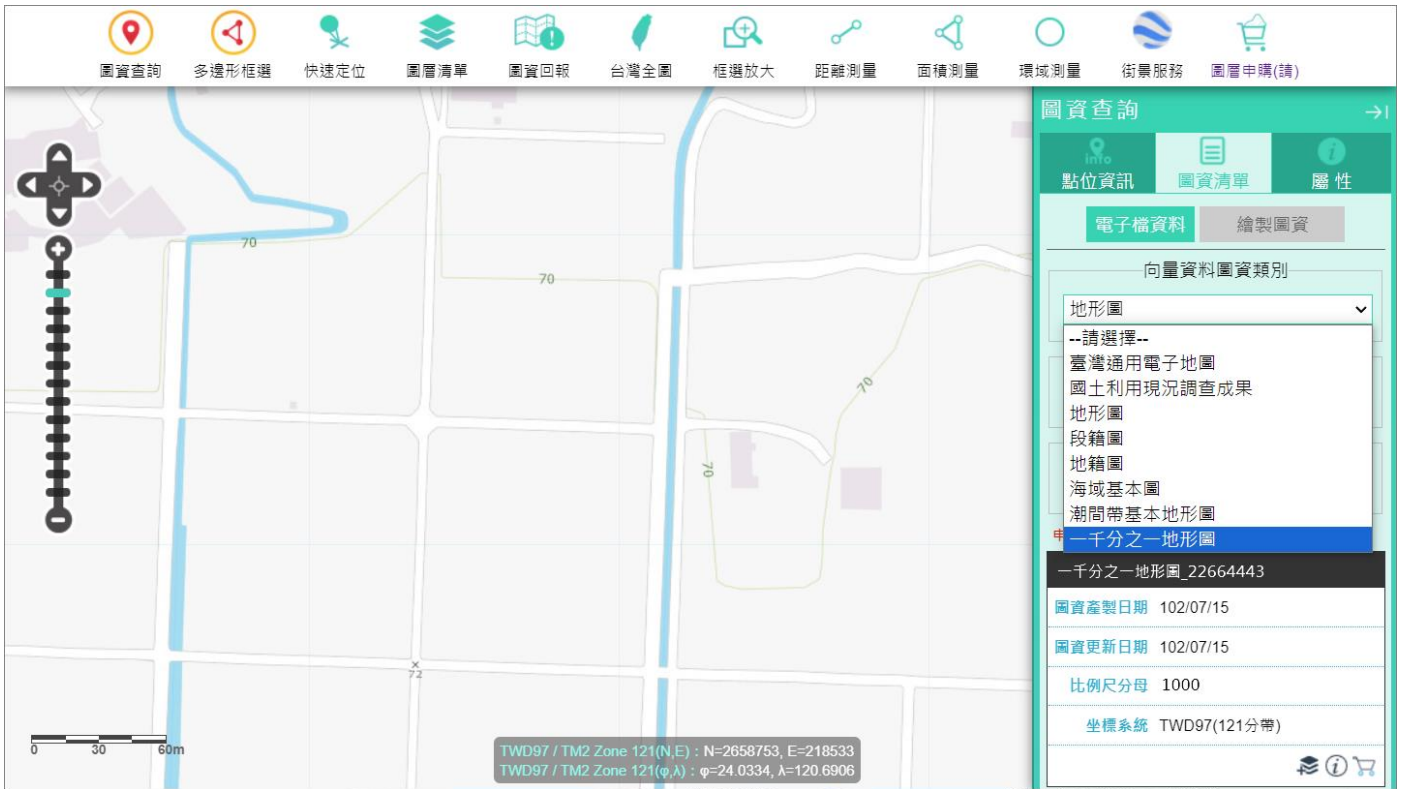 圖資查詢
多邊形框選
快速定位
圖層清單
圖資回報
台灣全圖
框選放大
距離測量
面積測量
環域測量
街景服務
圖層申購(請)
70
70
70
70
×
72
0 30 60m
TWD97 / TM2 Zone 121(N,E) : N=2658753, E=218533
TWD97 / TM2 Zone 121(φ,λ) : φ=24.0334, λ=120.6906
圖資查詢
info
點位資訊
圖資清單
i
屬 性
電子檔資料
繪製圖資
向量資料圖資類別
地形圖
--請選擇--
臺灣通用電子地圖
國土利用現況調查成果
地形圖
段籍圖
地籍圖
海域基本圖
潮間帶基本地形圖
一千分之一地形圖
一千分之一地形圖_22664443
圖資產製日期 102/07/15
圖資更新日期 102/07/15
比例尺分母 1000
坐標系統 TWD97(121分帶)